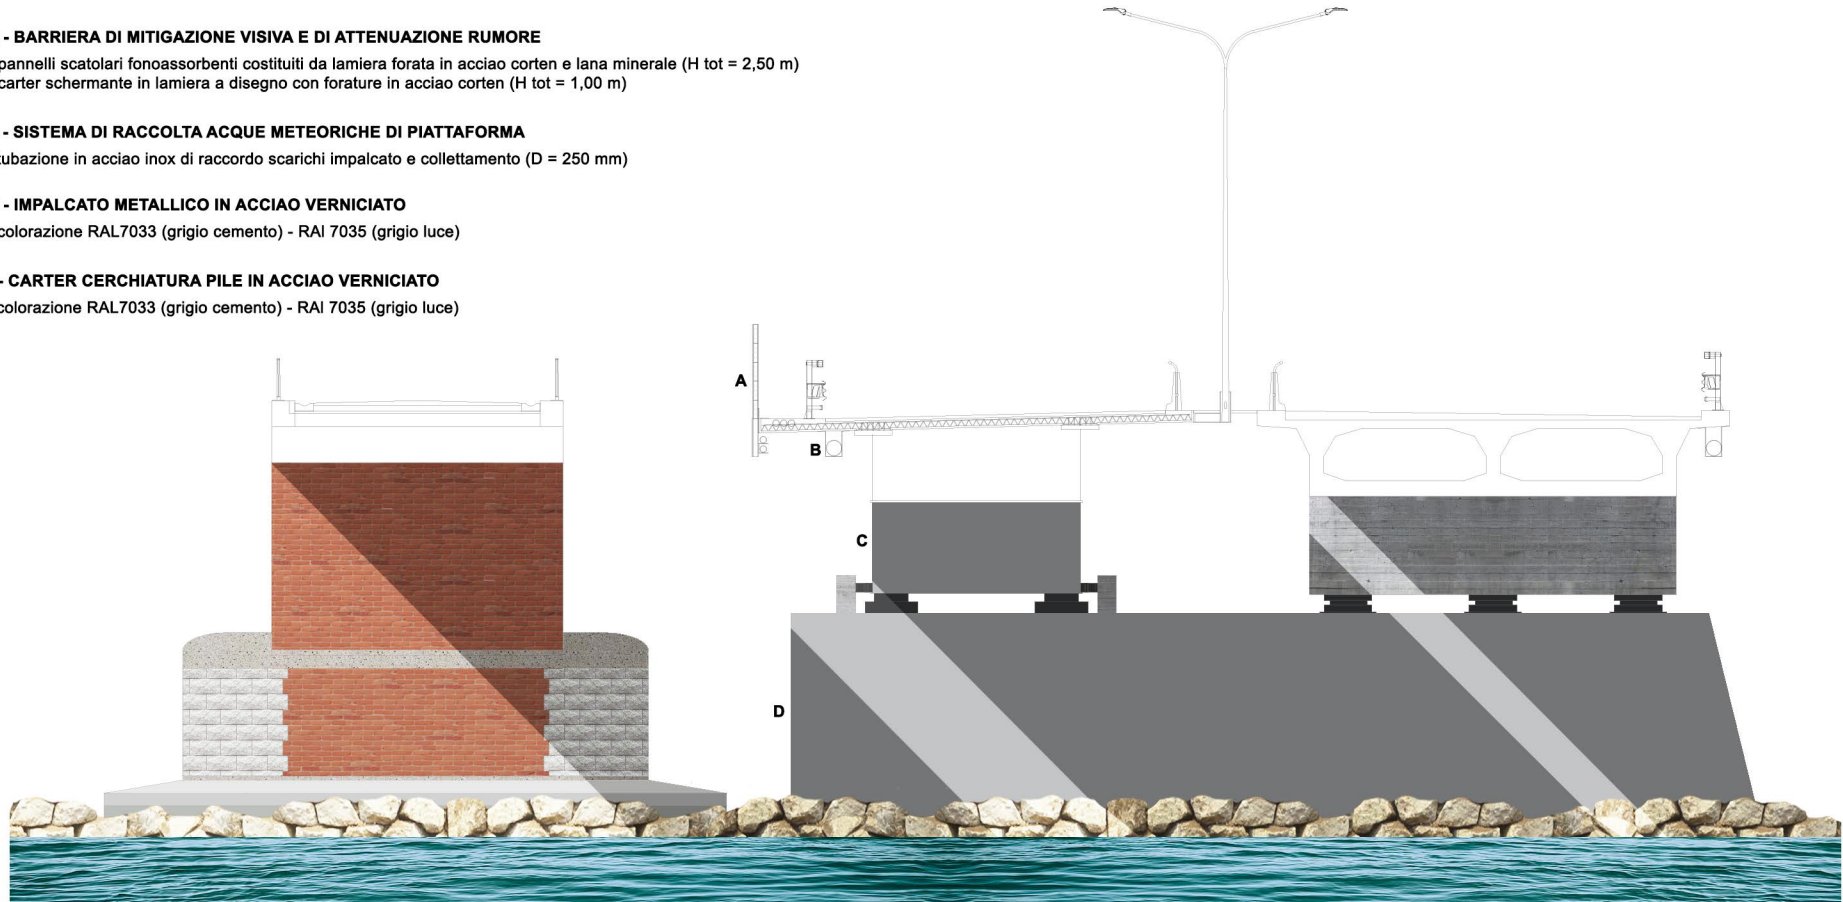 - BARRIERA DI MITIGAZIONE VISIVA E DI ATTENUAZIONE RUMORE
pannelli scatolari fonoassorbenti costituiti da lamiera forata in acciao corten e lana minerale (H tot = 2,50 m)
carter schermante in lamiera a disegno con forature in acciao corten (H tot = 1,00 m)
- SISTEMA DI RACCOLTA ACQUE METEORICHE DI PIATTAFORMA
tubazione in acciao inox di raccordo scarichi impalcato e collettamento (D = 250 mm)
- IMPALCATO METALLICO IN ACCIAO VERNICIATO
colorazione RAL7033 (grigio cemento) - RAl 7035 (grigio luce)
- CARTER CERCHIATURA PILE IN ACCIAO VERNICIATO
colorazione RAL7033 (grigio cemento) - RAl 7035 (grigio luce)
A
B
C
D